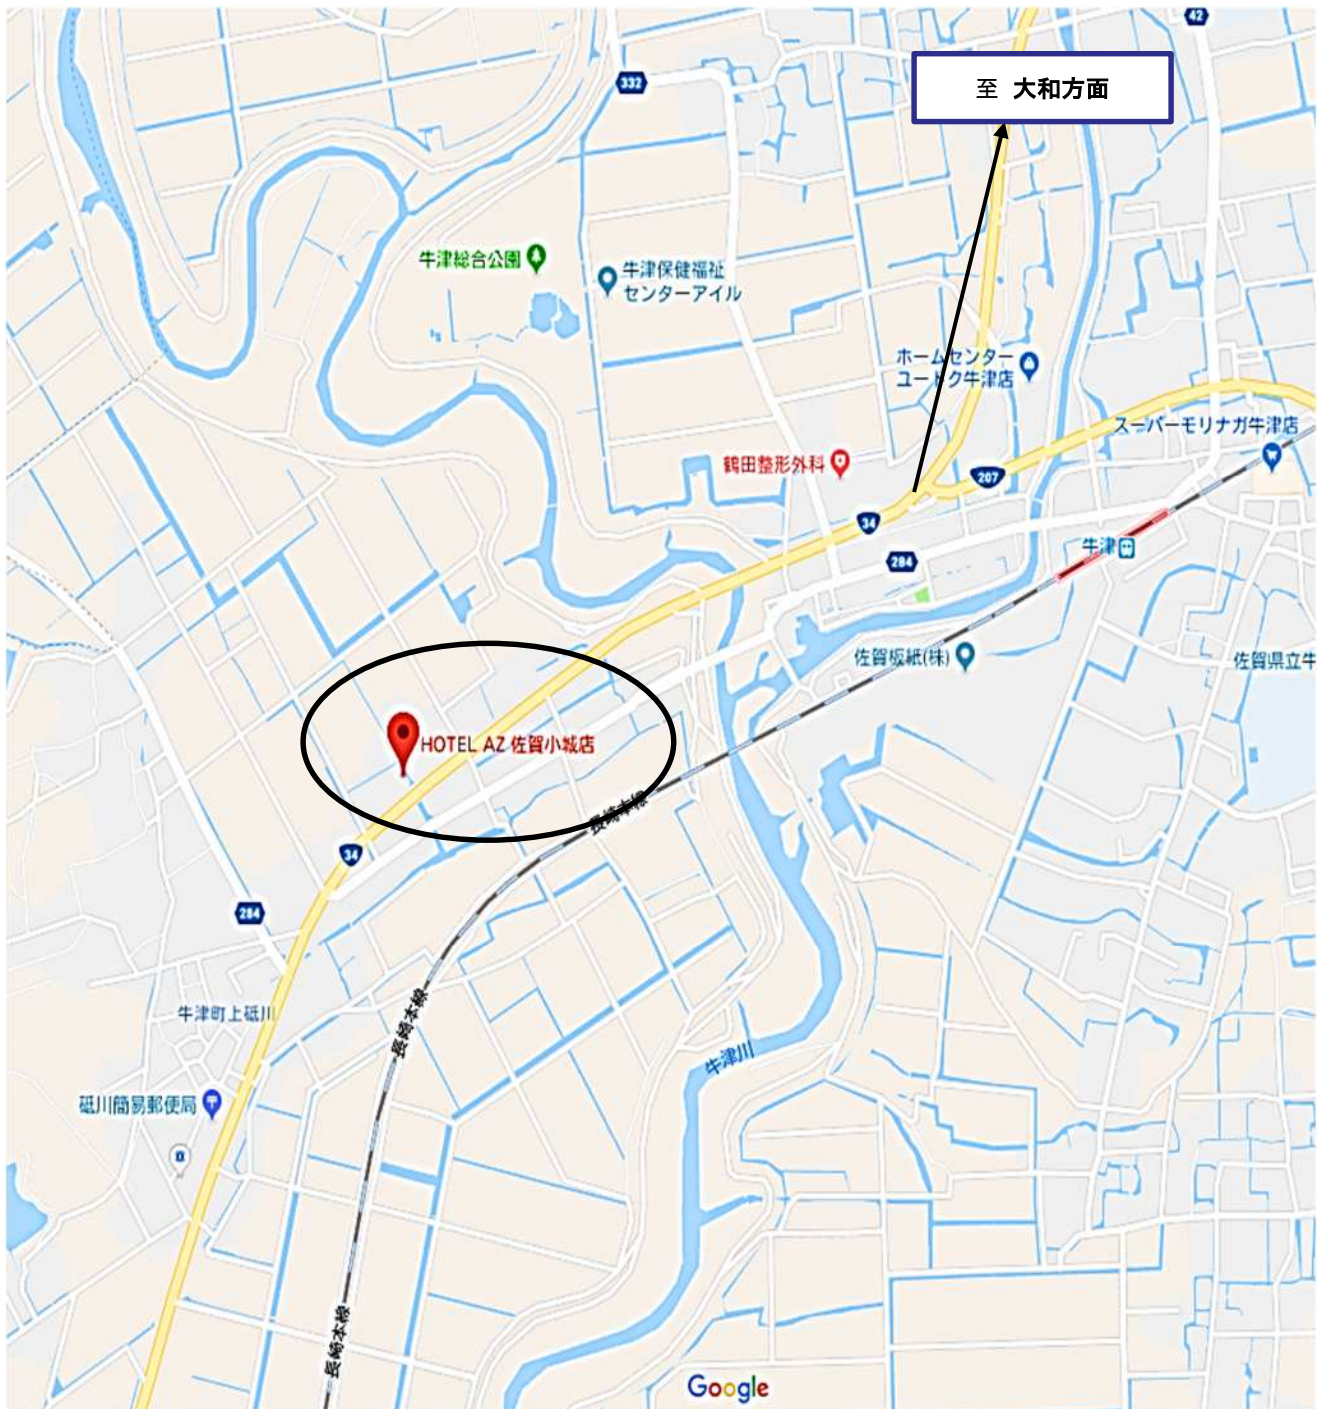 42
332
至 大和方面
牛津総合公園
牛津保健福祉
センターアイル
ホームセンター
ユートク牛津店
スーパーモリナガ牛津店
鶴田整形外科
207
34
284
牛津
佐賀板紙(株)
佐賀県立牛
HOTEL AZ 佐賀小城店
長崎本線
34
284
牛津町上砥川
長崎本線
牛津川
砥川簡易郵便局
長崎本線
Google